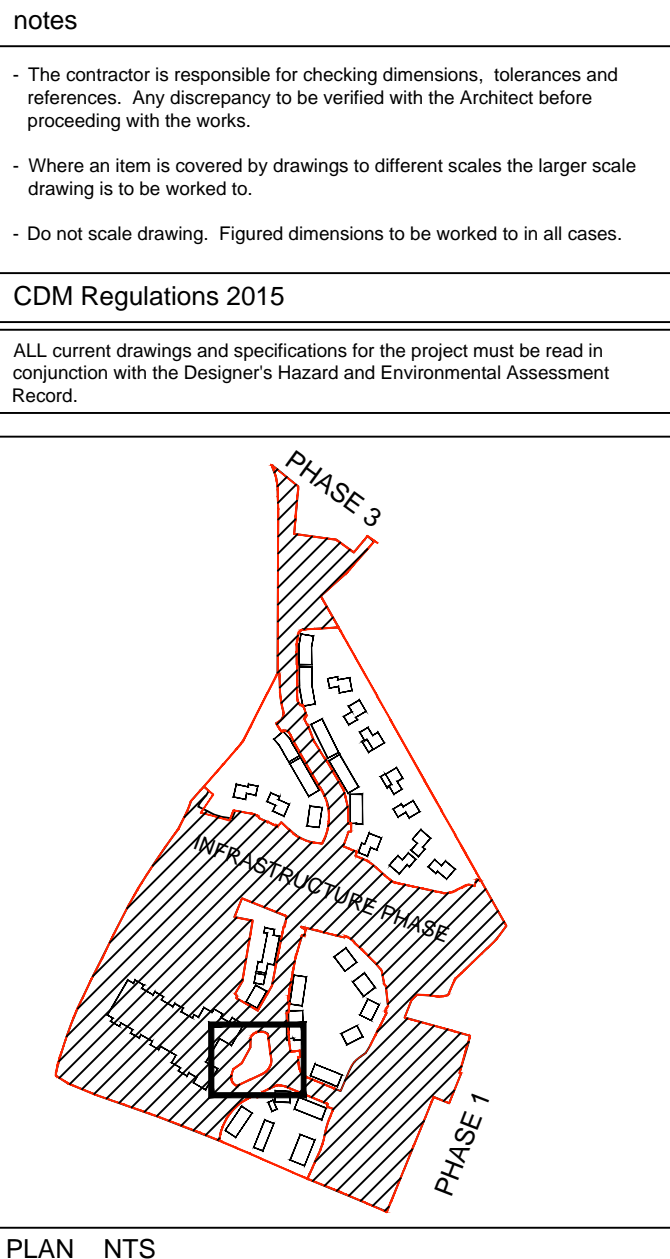 notes
- The contractor is responsible for checking dimensions, tolerances and
references. Any discrepancy to be verified with the Architect before
proceeding with the works.
- Where an item is covered by drawings to different scales the larger scale
drawing is to be worked to.
- Do not scale drawing. Figured dimensions to be worked to in all cases.
CDM Regulations 2015
ALL current drawings and specifications for the project must be read in
conjunction with the Designer's Hazard and Environmental Assessment
Record.
PHASE 3
INFRASTRUCTURE PHASE
PHASE 1
PLAN NTS